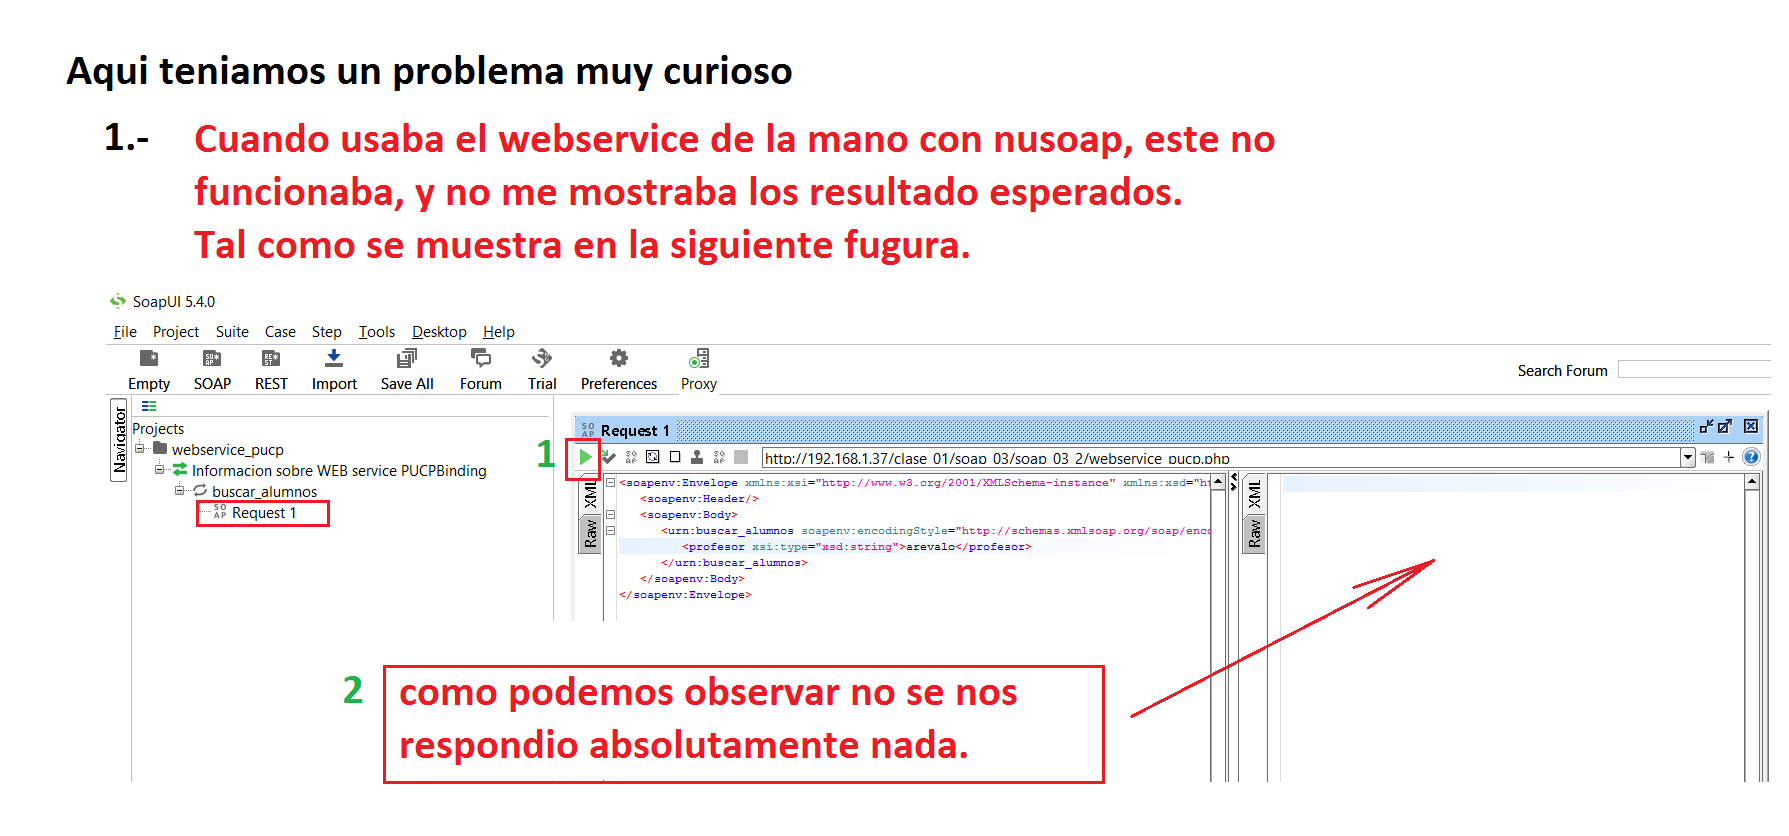 Aqui teniamos un problema muy curioso
1.- Cuando usaba el webservice de la mano con nusoap, este no
funcionaba, y no me mostraba los resultado esperados.
Tal como se muestra en la siguiente fugura.
SoapUI 5.4.0
File Project Suite Case Step Tools Desktop Help
Empty SOAP REST Import Save All Forum Trial Preferences Proxy
Search Forum
Navigator
Projects
webservice_pucp
Informacion sobre WEB service PUCPBinding
buscar_alumnos
SOAP Request 1
1
SOAP Request 1
http://192.168.1.37/clase_01/soap_03/soap_03_2/webservice_pucp.php
XML
Raw
<soapenv:Envelope xmlns:xsi="http://www.w3.org/2001/XMLSchema-instance" xmlns:xsd="ht
<soapenv:Header/>
<soapenv:Body>
<urn:buscar_alumnos soapenv:encodingStyle="http://schemas.xmlsoap.org/soap/enco
<profesor xsi:type="xsd:string">arevalo</profesor>
</urn:buscar_alumnos>
</soapenv:Body>
</soapenv:Envelope>
XML
Raw
2 como podemos observar no se nos
respondio absolutamente nada.